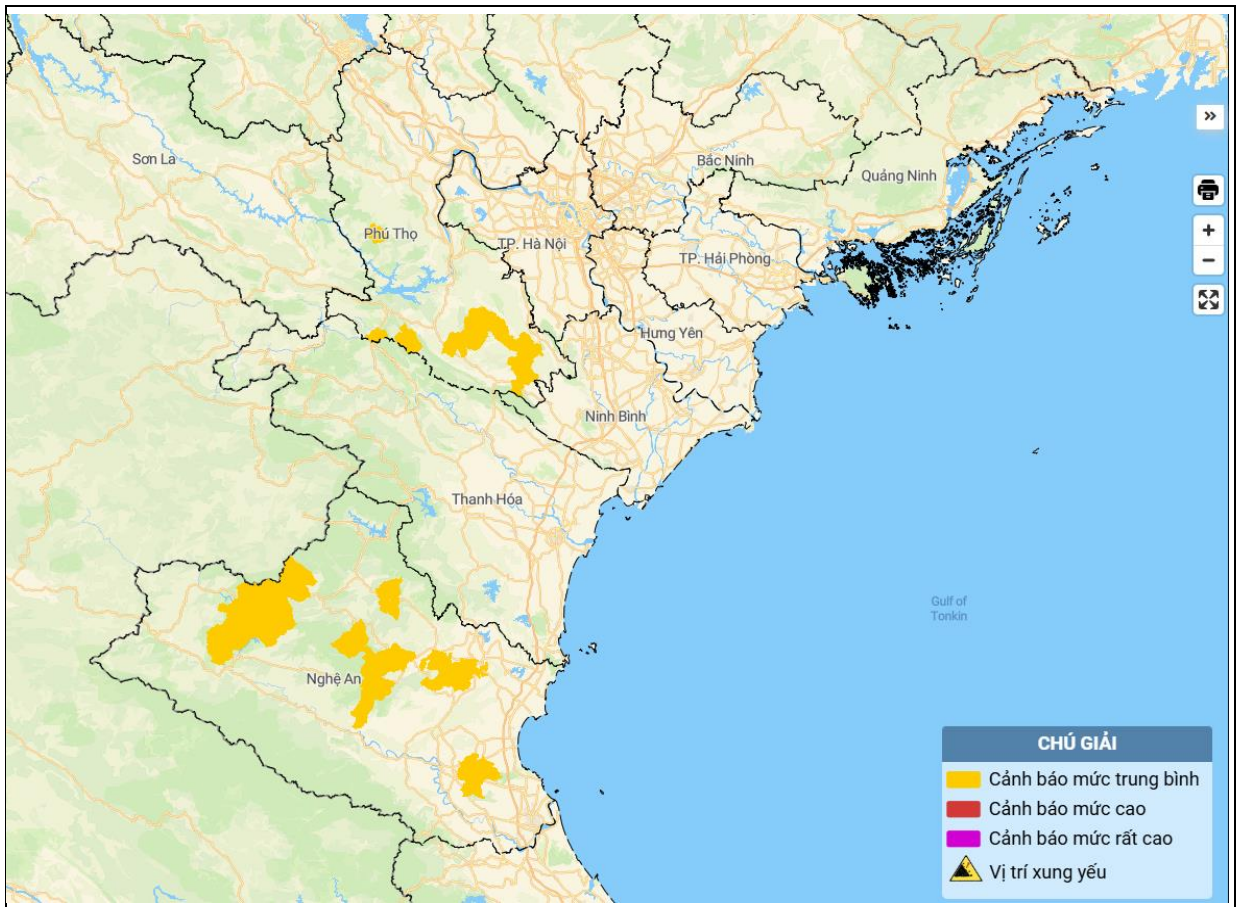 Sơn La
Bắc Ninh
Quảng Ninh
Phú Thọ
TP. Hà Nội
TP. Hải Phòng
Hưng Yên
Ninh Bình
Thanh Hóa
Gulf of
Tonkin
Nghệ An
CHÚ GIẢI
Cảnh báo mức trung bình
Cảnh báo mức cao
Cảnh báo mức rất cao
Vị trí xung yếu